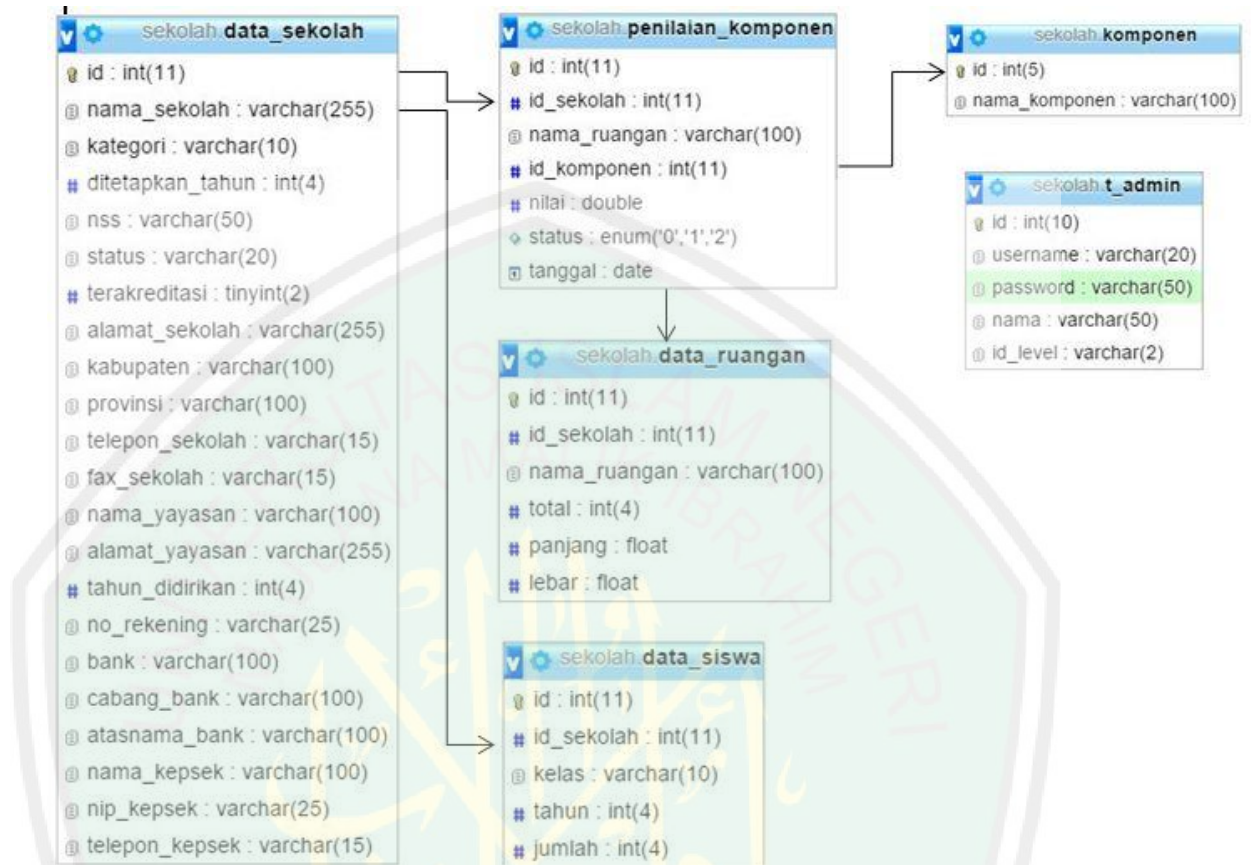 sekolah.data_sekolah
id : int(11)
nama_sekolah : varchar(255)
kategori : varchar(10)
# ditetapkan_tahun : int(4)
nss : varchar(50)
status : varchar(20)
# terakreditasi : tinyint(2)
alamat_sekolah : varchar(255)
kabupaten : varchar(100)
provinsi : varchar(100)
telepon_sekolah : varchar(15)
fax_sekolah : varchar(15)
nama_yayasan : varchar(100)
alamat_yayasan : varchar(255)
# tahun_didirikan : int(4)
no_rekening : varchar(25)
bank : varchar(100)
cabang_bank : varchar(100)
atasnama_bank : varchar(100)
nama_kepsek : varchar(100)
nip_kepsek : varchar(25)
telepon_kepsek : varchar(15)
sekolah.penilaian_komponen
id : int(11)
# id_sekolah : int(11)
nama_ruangan : varchar(100)
# id_komponen : int(11)
# nilai : double
status : enum('0','1','2')
tanggal : date
sekolah.data_ruangan
id : int(11)
# id_sekolah : int(11)
nama_ruangan : varchar(100)
# total : int(4)
# panjang : float
# lebar : float
sekolah.data_siswa
id : int(11)
# id_sekolah : int(11)
kelas : varchar(10)
# tahun : int(4)
# jumlah : int(4)
sekolah.komponen
id : int(5)
nama_komponen : varchar(100)
sekolah.t_admin
id : int(10)
username : varchar(20)
password : varchar(50)
nama : varchar(50)
id_level : varchar(2)